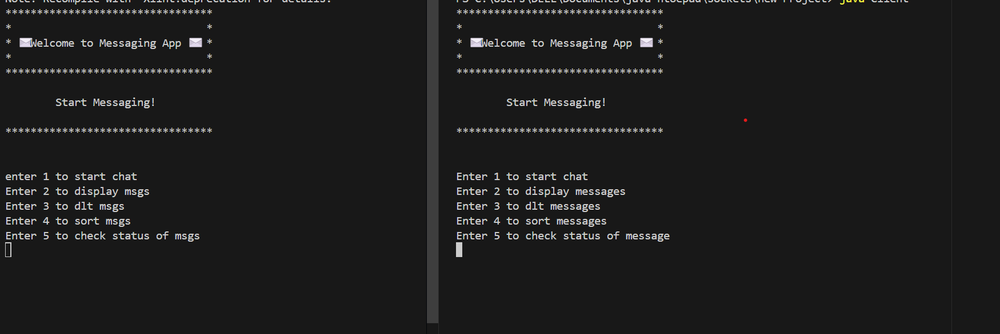 Note: Recompile with -Xlint:deprecation for details.
*********************************
*                               *
* ✉Welcome to Messaging App ✉ *
*                               *
*********************************
Start Messaging!
*********************************
enter 1 to start chat
Enter 2 to display msgs
Enter 3 to dlt msgs
Enter 4 to sort msgs
Enter 5 to check status of msgs
PS C:\Users\DELL\Documents\java ntoepad\sockets\new Project> java Client
*********************************
*                               *
* ✉Welcome to Messaging App ✉ *
*                               *
*********************************
Start Messaging!
*********************************
Enter 1 to start chat
Enter 2 to display messages
Enter 3 to dlt messages
Enter 4 to sort messages
Enter 5 to check status of message